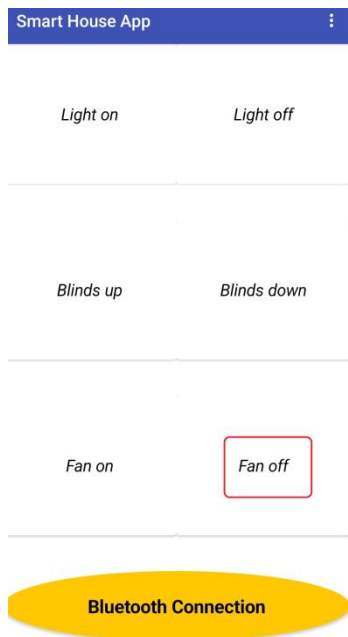 Smart House App
Light on Light off
Blinds up Blinds down
Fan on Fan off
Bluetooth Connection